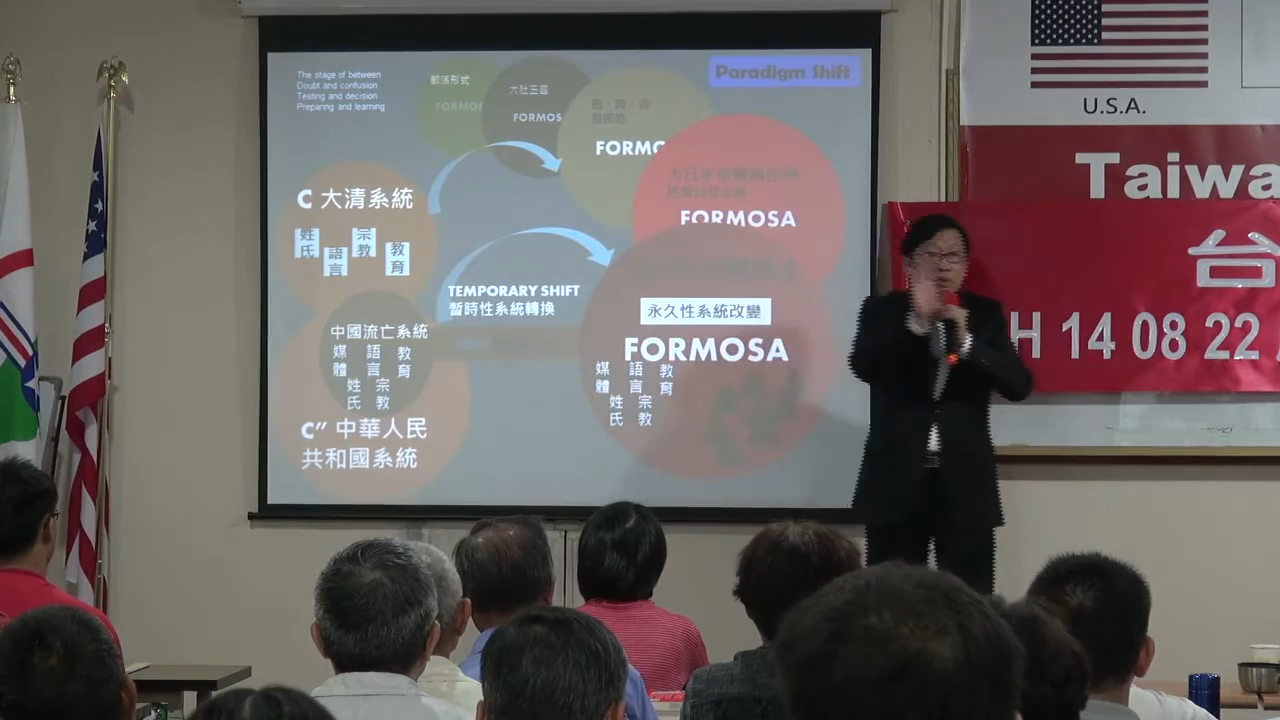 The stage of between
Doubt and confusion
Testing and decision
Preparing and learning
部落形式
FORMOS
大肚王國
FORMOS
FORMO
Paradigm Shift
FORMOSA
C 大清系統
姓氏
語言
宗教
教育
TEMPORARY SHIFT
暫時性系統轉換
中國流亡系統
媒體
語言
教育
姓氏
宗教
C” 中華人民
共和國系統
永久性系統改變
FORMOSA
媒體
語言
教育
姓氏
宗教
U.S.A.
Taiwa
台
H 14 08 22